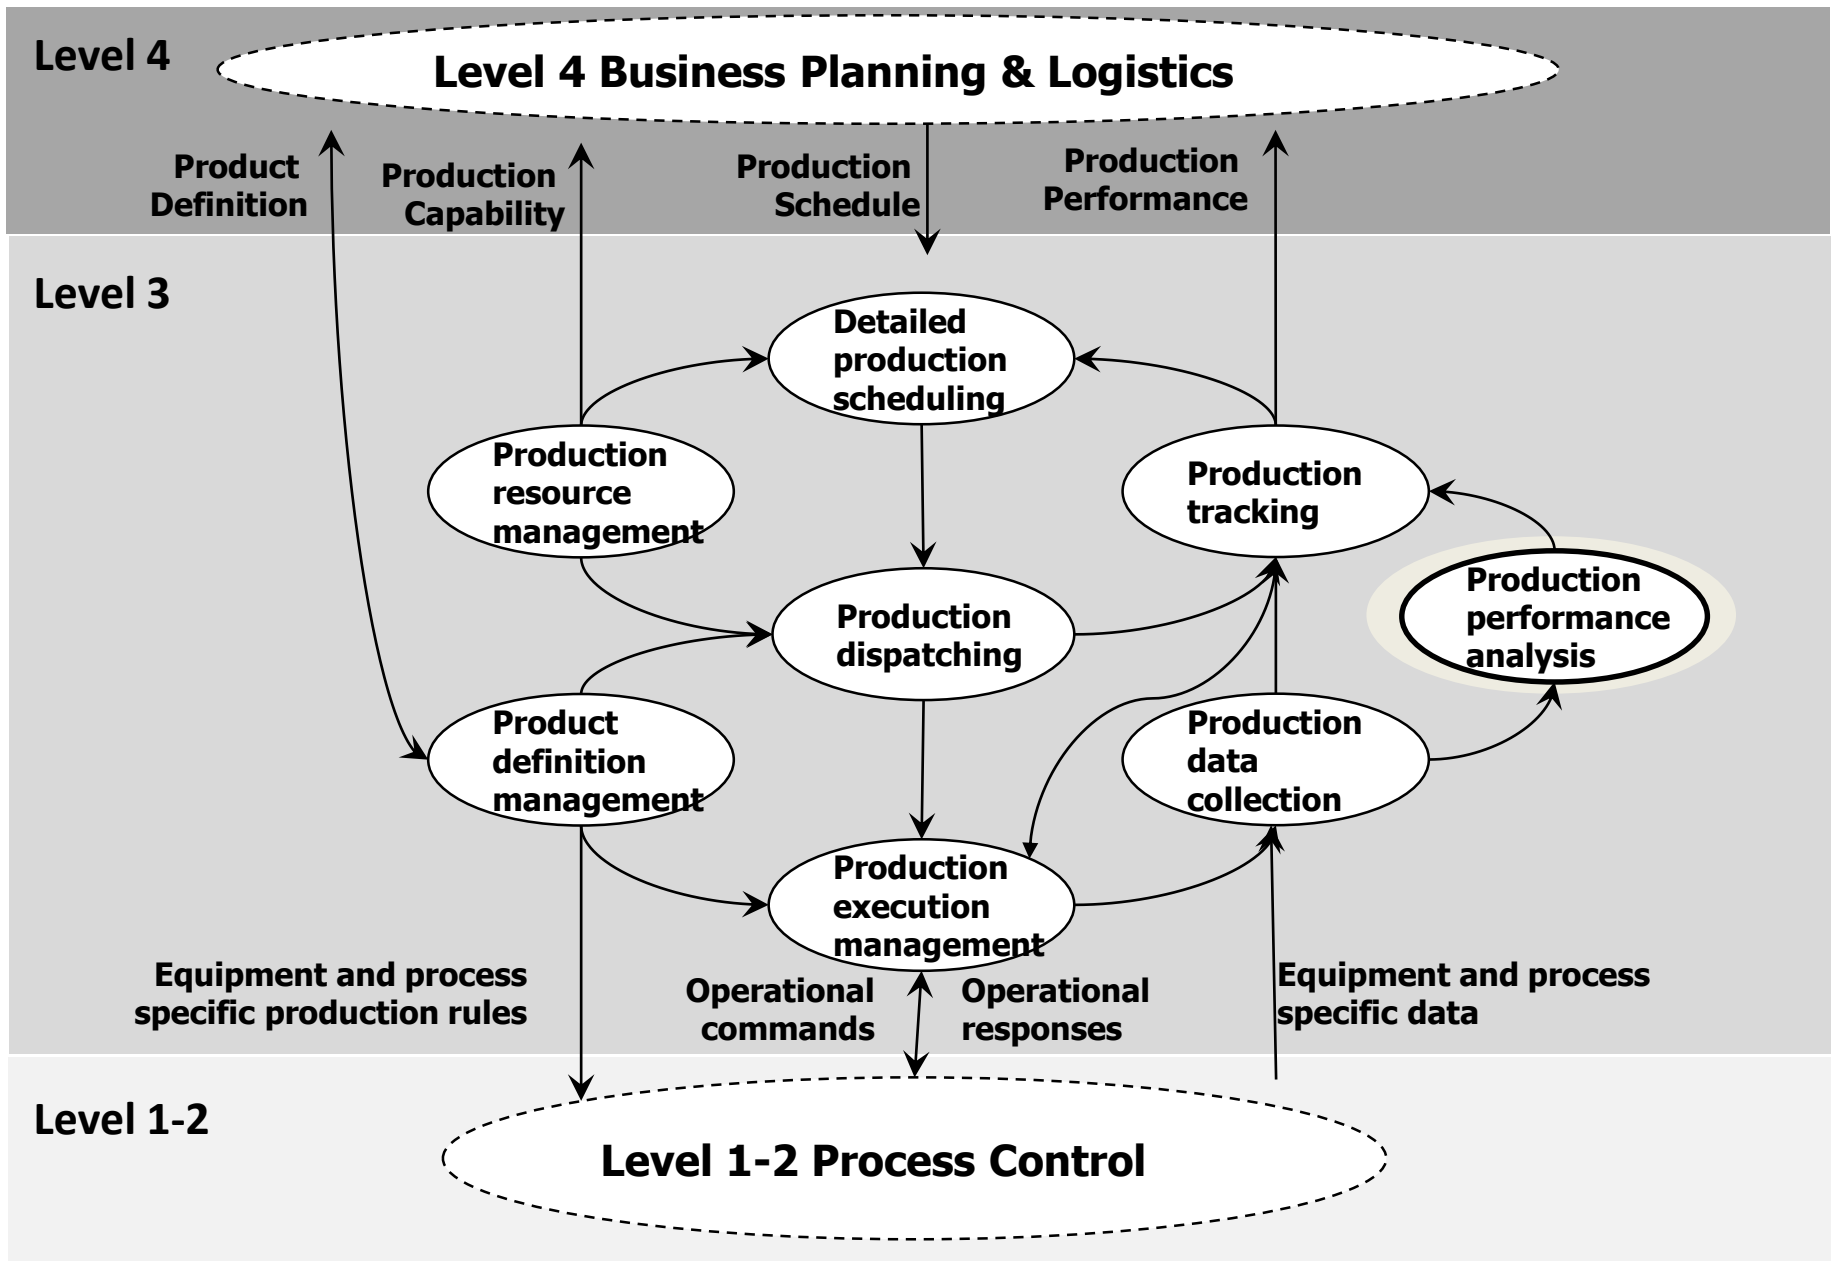 Level 4
Level 4 Business Planning & Logistics
Product
Definition
Production
Capability
Production
Schedule
Production
Performance
Level 3
Detailed
production
scheduling
Production
resource
management
Production
tracking
Production
performance
analysis
Production
dispatching
Product
definition
management
Production
data
collection
Production
execution
management
Equipment and process
specific production rules
Operational
commands
Operational
responses
Equipment and process
specific data
Level 1-2
Level 1-2 Process Control